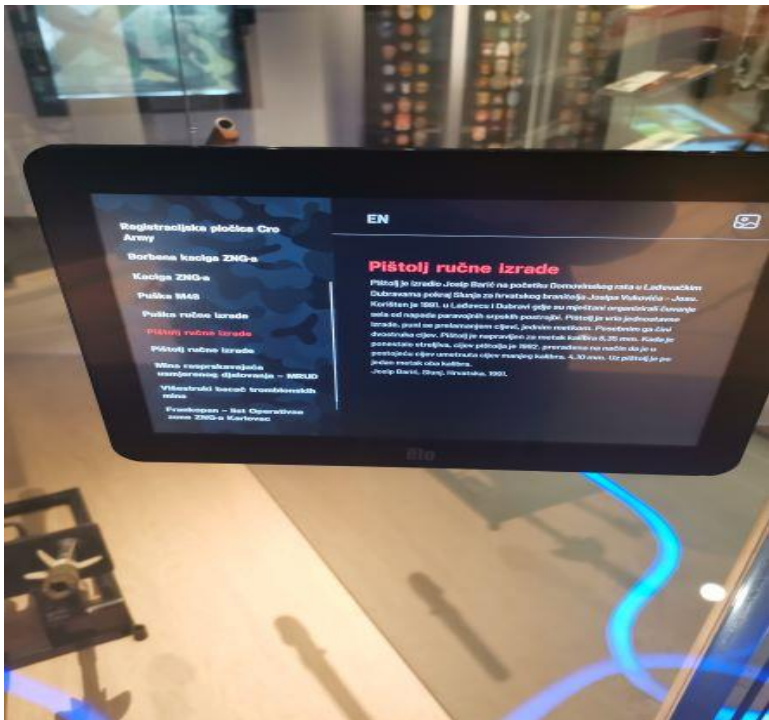 Registracijska pločica Cro
Army
Borbena kaciga ZNG-a
Kaciga ZNG-a
Puška M48
Puška ručne izrade
Pištolj ručne izrade
Pištolj ručne izrade
Mina rasprskavajuća
usmjerenog djelovanja – MRUD
Višestruki bacač tromblonskih
mina
Frankopan – list Operativne
zone ZNG-a Karlovac
EN
Pištolj ručne izrade
Pištolj je izradio Josip Barić na početku Domovinskog rata u Lađevačkim
Dubravama pokraj Slunja za hrvatskog branitelja Josipa Vukovića – Josu.
Korišten je 1991. u Lađevcu i Dubravi gdje su mještani organizirali čuvanje
sela od napada paravojnih srpskih postrojbi. Pištolj je vrlo jednostavne
izrade, puni se prelamanjem cijevi, jednim metkom. Posebnim ga čini
dvostruka cijev. Pištolj je napravljen za metak kalibra 6,35 mm. Kada je
ponestalo streljiva, cijev pištolja je 1992. prerađena na način da je u
postojeću cijev umetnuta cijev manjeg kalibra, 4,10 mm. Uz pištolj je po
jedan metak oba kalibra.
Josip Barić, Slunj, Hrvatska, 1991.
elo